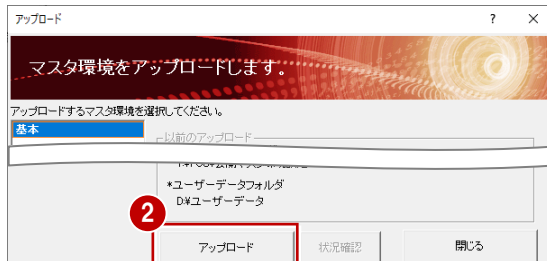 アップロード ?
マスタ環境をアップロードします。
アップロードするマスタ環境を選択してください。
基本
以前のアップロード
*ユーザーデータフォルダ
D:¥ユーザーデータ
2
アップロード 状況確認 閉じる